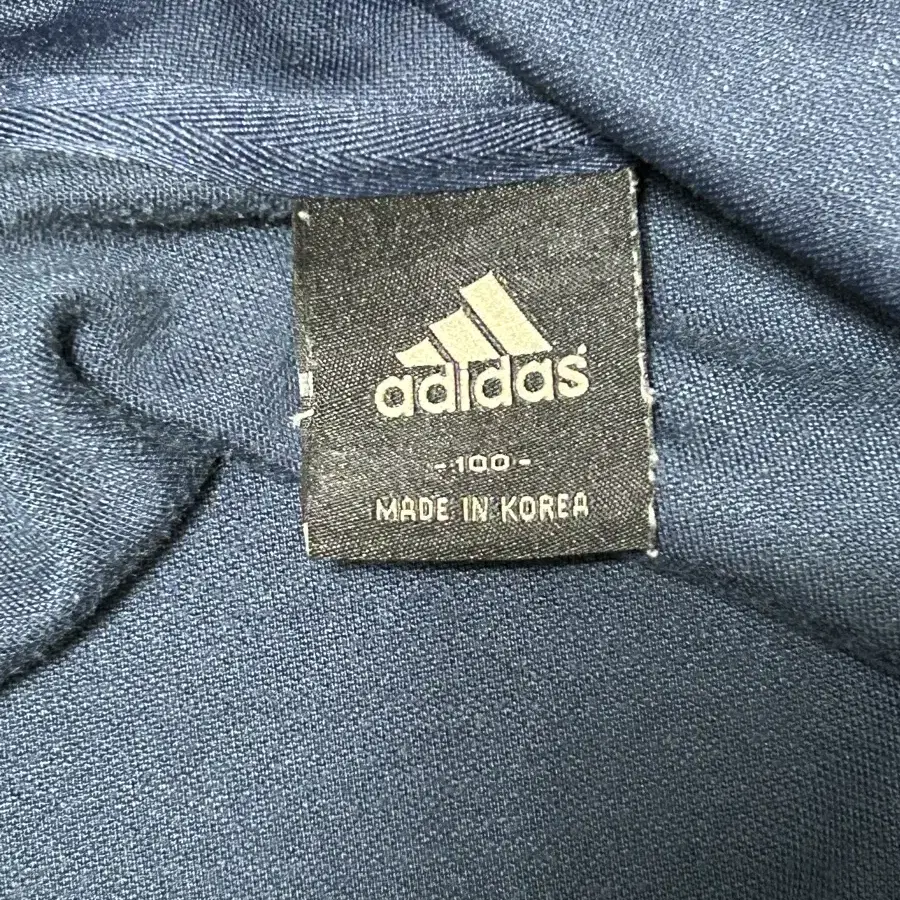 adidas
-100-
MADE IN KOREA